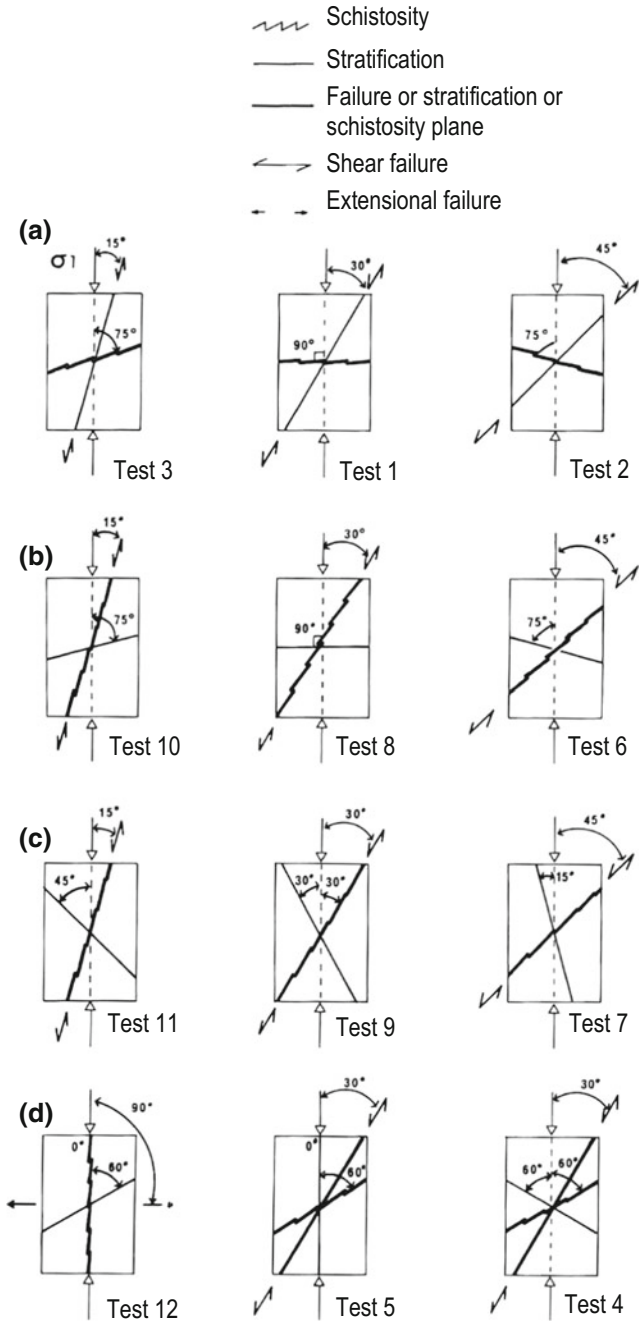 Schistosity
Stratification
Failure or stratification or
schistosity plane
Shear failure
Extensional failure
(a)
σ1
15°
75°
Test 3
30°
90°
Test 1
45°
75°
Test 2
(b)
15°
75°
Test 10
30°
90°
Test 8
45°
75°
Test 6
(c)
15°
45°
Test 11
30°
30° 30°
Test 9
45°
15°
Test 7
(d)
90°
0°
60°
Test 12
30°
0°
60°
Test 5
30°
60° 60°
Test 4